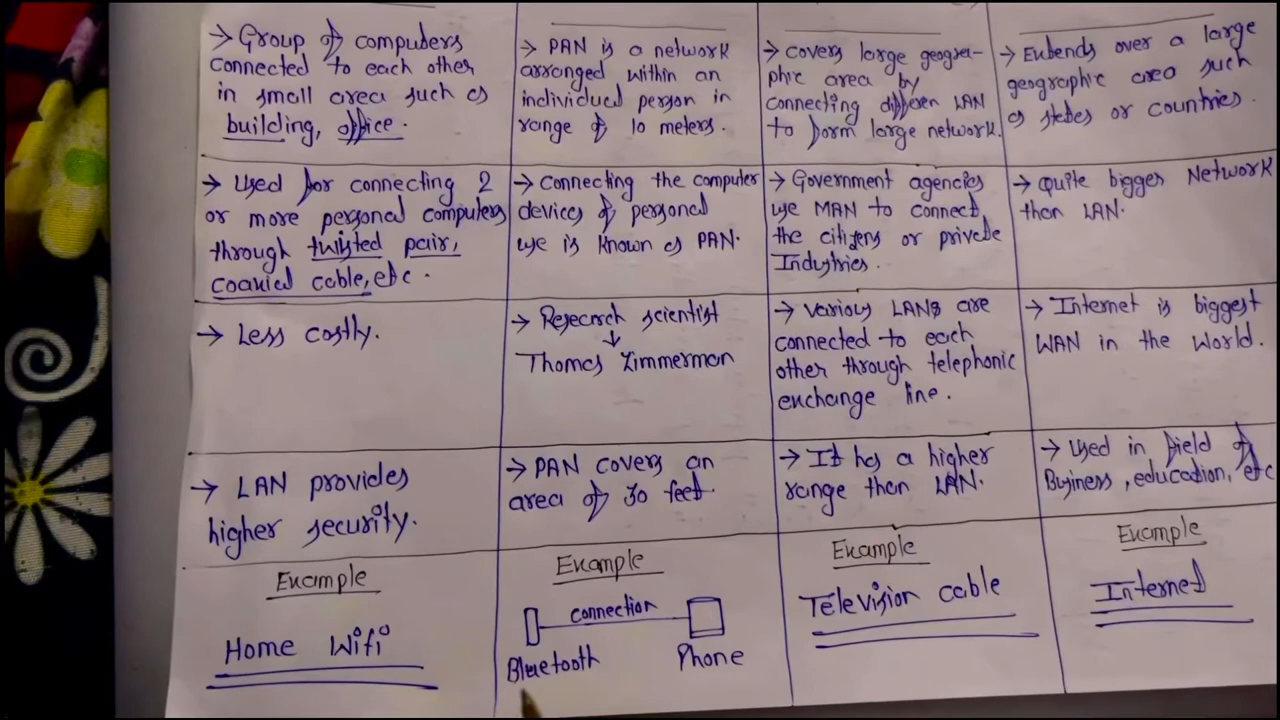 → Group of computers
connected to each other
in small area such as
building, office.
→ Used for connecting 2
or more personal computers
through twisted pair,
coaxial cable, etc.
→ Less costly.
→ LAN provides
higher security.
Example
Home Wifi
→ PAN is a network
arranged within an
individual person in
range of 10 meters.
→ Connecting the computer
devices of personal
use is known as PAN.
→ Research scientist
↓
Thomas Zimmerman
→ PAN covers an
area of 30 feet.
Example
connection
Bluetooth Phone
→ covers large geogra-
phic area by
connecting differen LAN
to form large network.
→ Government agencies
use MAN to connect
the citizens or private
Industries.
→ Various LANs are
connected to each
other through telephonic
exchange line.
→ It has a higher
range than LAN.
Example
Television cable
→ Extends over a large
geographic area such
as states or countries.
→ Quite bigger Network
than LAN.
→ Internet is biggest
WAN in the World.
→ Used in field of
Business, education, etc
Example
Internet